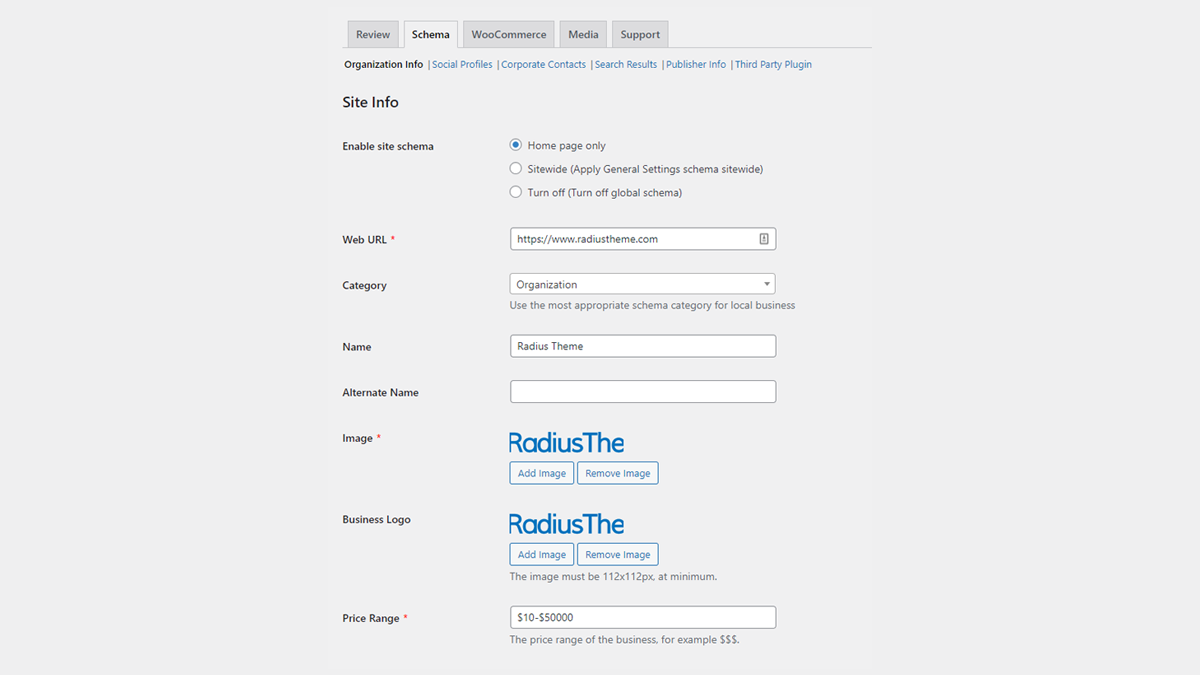 Review Schema WooCommerce Media Support
Organization Info | Social Profiles | Corporate Contacts | Search Results | Publisher Info | Third Party Plugin
Site Info
Enable site schema
Home page only
Sitewide (Apply General Settings schema sitewide)
Turn off (Turn off global schema)
Web URL *
https://www.radiustheme.com
Category
Organization
Use the most appropriate schema category for local business
Name
Radius Theme
Alternate Name
Image *
RadiusThe
Add Image Remove Image
Business Logo
RadiusThe
Add Image Remove Image
The image must be 112x112px, at minimum.
Price Range *
$10-$50000
The price range of the business, for example $$$.